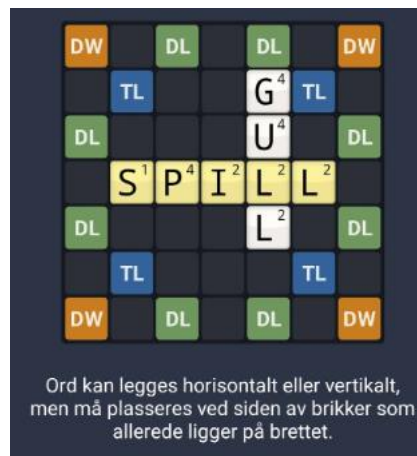 DW DL DL DW
TL G4 TL
DL U4 DL
S1 P4 I2 L2 L2
DL L2 DL
TL TL
DW DL DL DW
Ord kan legges horisontalt eller vertikalt,
men må plasseres ved siden av brikker som
allerede ligger på brettet.